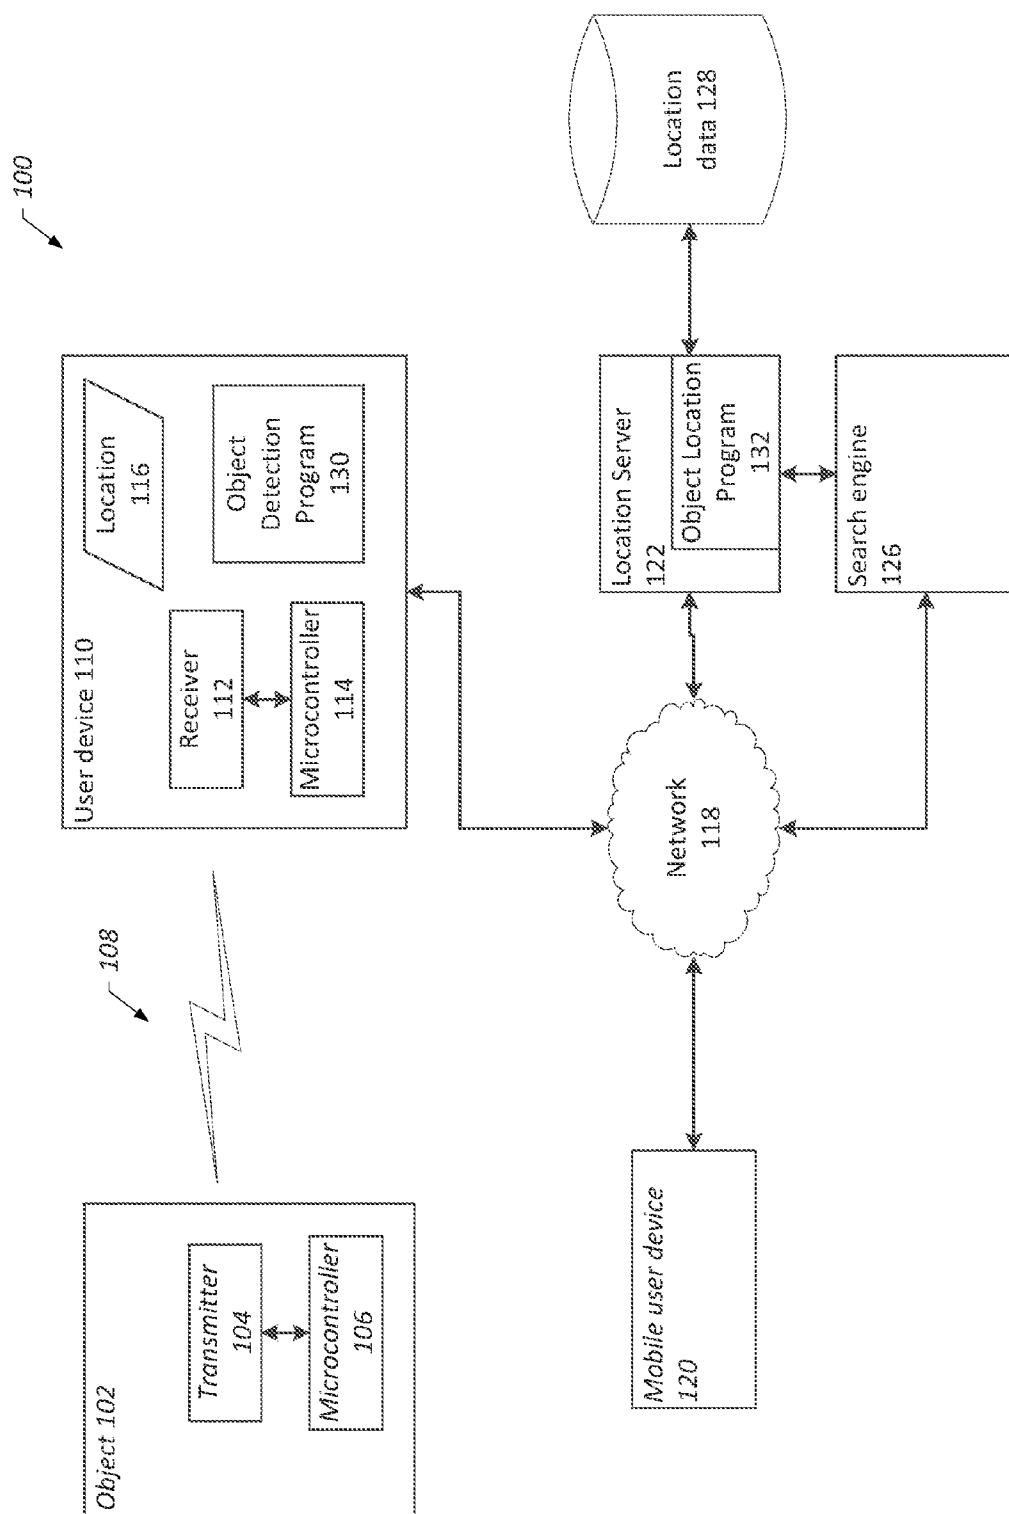 100
108
Object 102
Transmitter
104
Microcontroller
106
User device 110
Receiver
112
Microcontroller
114
Location
116
Object
Detection
Program
130
Mobile user device
120
Network
118
Location Server
122
Object Location
Program
132
Location
data 128
Search engine
126